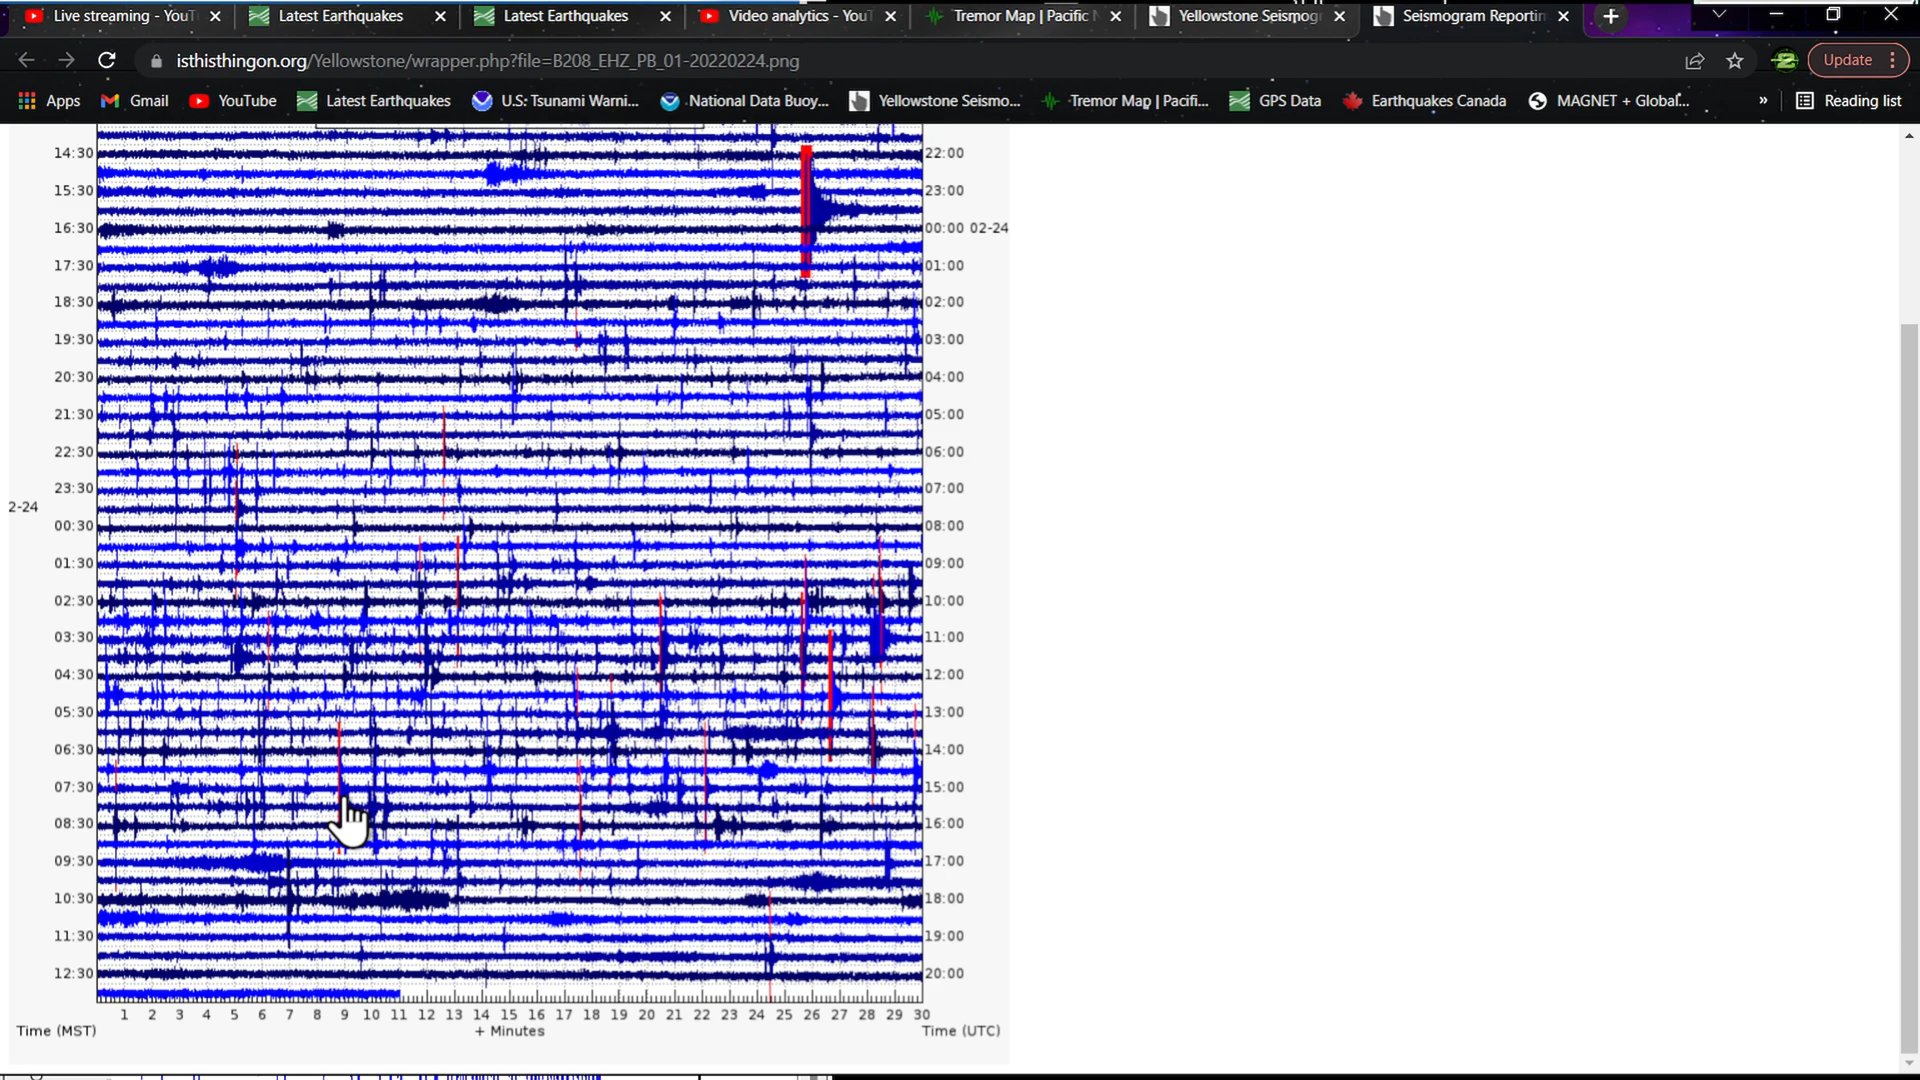 Live streaming - YouT
Latest Earthquakes
Latest Earthquakes
Video analytics - YouT
Tremor Map | Pacific N
Yellowstone Seismog
Seismogram Reportin
isthisthingon.org/Yellowstone/wrapper.php?file=B208_EHZ_PB_01-20220224.png
Update
Apps
Gmail
YouTube
Latest Earthquakes
U.S. Tsunami Warni...
National Data Buoy...
Yellowstone Seismo...
Tremor Map | Pacifi...
GPS Data
Earthquakes Canada
MAGNET + Global...
»
Reading list
14:30 22:00
15:30 23:00
16:30 00:00 02-24
17:30 01:00
18:30 02:00
19:30 03:00
20:30 04:00
21:30 05:00
22:30 06:00
23:30 07:00
2-24
00:30 08:00
01:30 09:00
02:30 10:00
03:30 11:00
04:30 12:00
05:30 13:00
06:30 14:00
07:30 15:00
08:30 16:00
09:30 17:00
10:30 18:00
11:30 19:00
12:30 20:00
1 2 3 4 5 6 7 8 9 10 11 12 13 14 15 16 17 18 19 20 21 22 23 24 25 26 27 28 29 30
Time (MST) + Minutes Time (UTC)